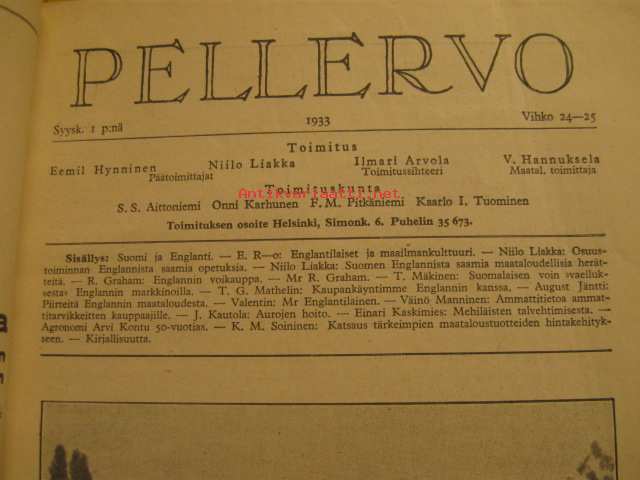 PELLERVO
Syysk. 1 p:nä 1933 Vihko 24—25
Toimitus
Eemil Hynninen Niilo Liakka Ilmari Arvola V. Hannuksela
Päätoimittajat Toimitussihteeri Maatal. toimittaja
Antikvariaatti.net
Toimituskunta
S. S. Aittoniemi Onni Karhunen F. M. Pitkäniemi Kaarlo I. Tuominen
Toimituksen osoite Helsinki, Simonk. 6. Puhelin 35 673.
Sisällys: Suomi ja Englanti. — E. R—o: Englantilaiset ja maailmankulttuuri. — Niilo Liakka: Osuus-
toiminnan Englannista saamia opetuksia. — Niilo Liakka: Suomen Englannista saamia maataloudellisia herät-
teitä. — R. Graham: Englannin voikauppa. — Mr R. Graham. — T. Mäkinen: Suomalaisen voin »vaelluk-
sesta» Englannin markkinoilla. — T. G. Mathelin: Kaupankäyntimme Englannin kanssa. — August Jäntti:
Piirteitä Englannin maataloudesta. — Valentin: Mr Englantilainen. — Väinö Manninen: Ammattitietoa ammat-
titarvikkeitten kauppaajille. — J. Kautola: Aurojen hoito. — Einari Kaskimies: Mehiläisten talvehtimisesta. —
Agronomi Arvi Kontu 50-vuotias. — K. M. Soininen: Katsaus tärkeimpien maataloustuotteiden hintakehityk-
seen. — Kirjallisuutta.